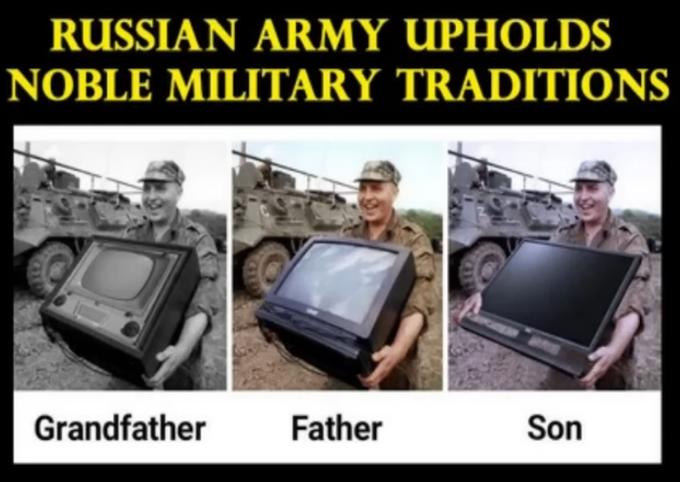 RUSSIAN ARMY UPHOLDS
NOBLE MILITARY TRADITIONS
Grandfather Father Son